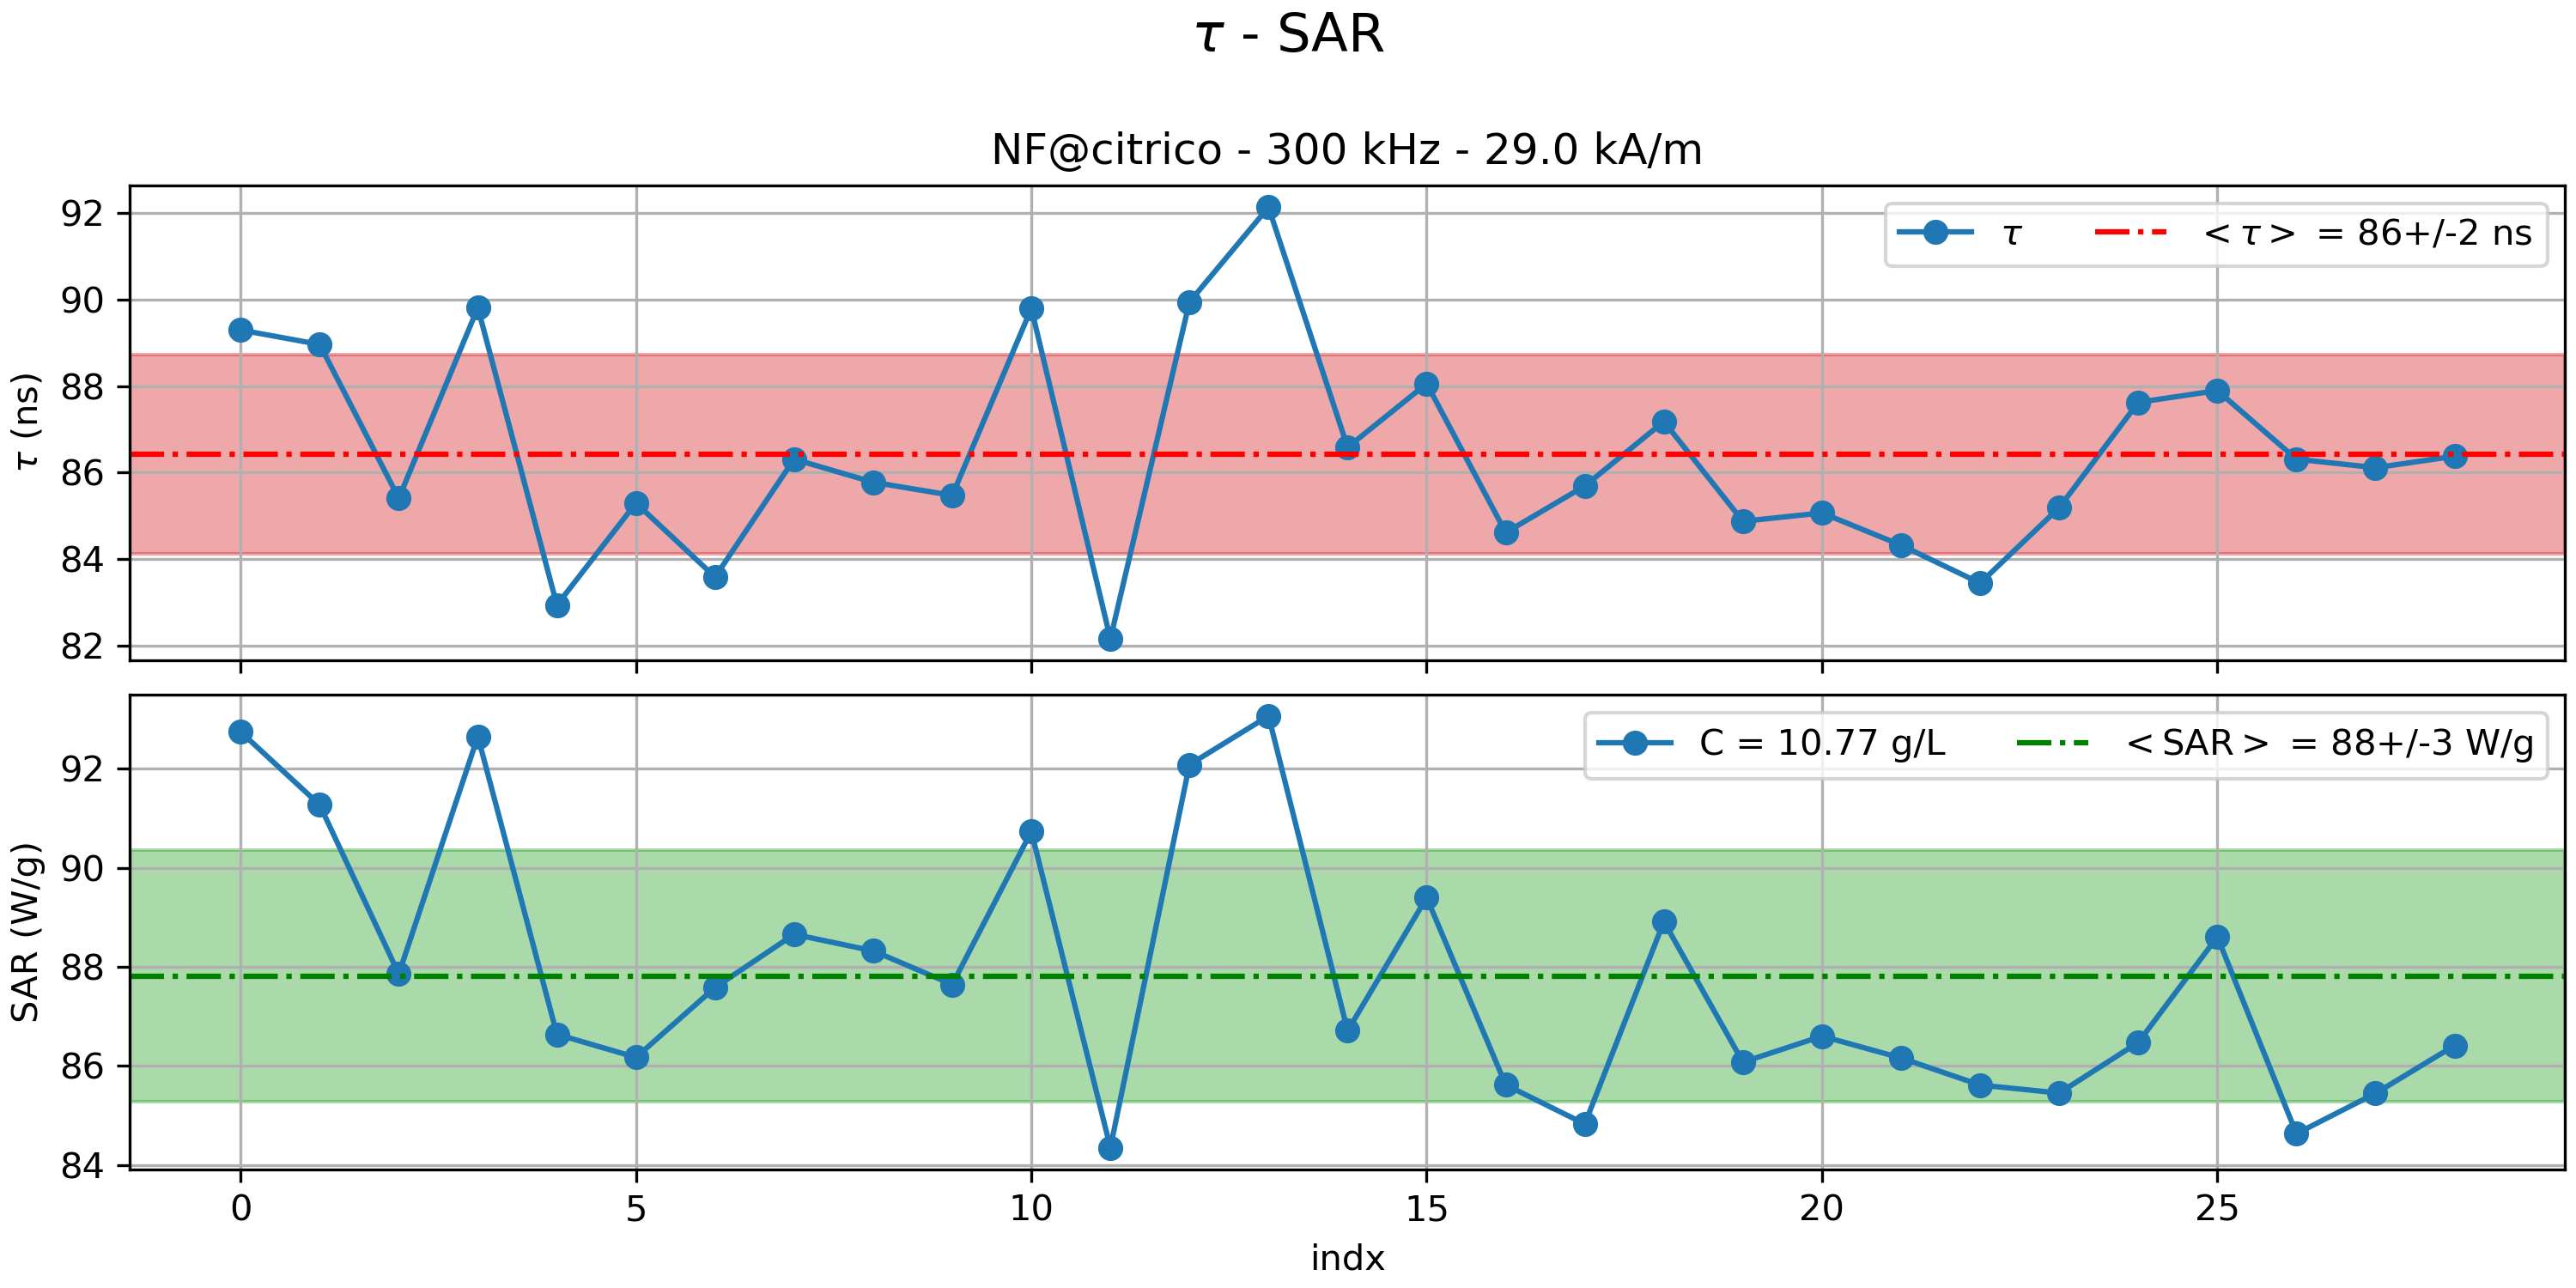 τ - SAR
NF@citrico - 300 kHz - 29.0 kA/m
τ (ns)
92
90
88
86
84
82
τ
<τ> = 86+/-2 ns
SAR (W/g)
92
90
88
86
84
C = 10.77 g/L
<SAR> = 88+/-3 W/g
0 5 10 15 20 25
indx